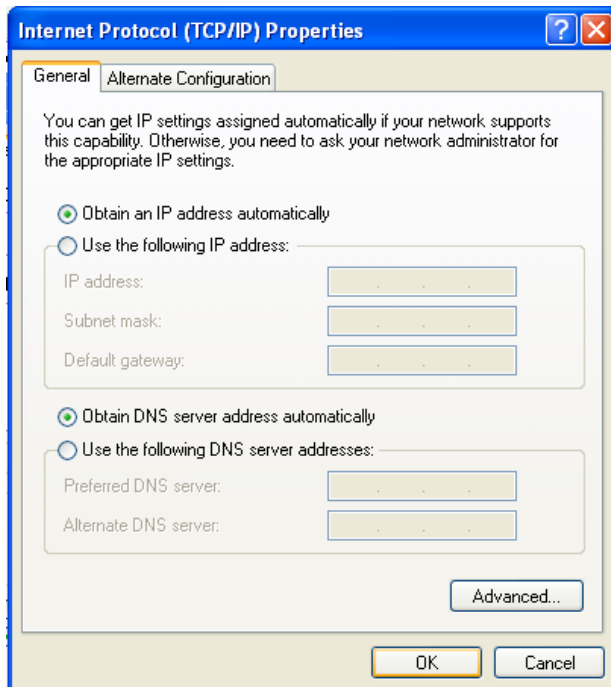 Internet Protocol (TCP/IP) Properties
General
Alternate Configuration
You can get IP settings assigned automatically if your network supports
this capability. Otherwise, you need to ask your network administrator for
the appropriate IP settings.
Obtain an IP address automatically
Use the following IP address:
IP address:
Subnet mask:
Default gateway:
Obtain DNS server address automatically
Use the following DNS server addresses:
Preferred DNS server:
Alternate DNS server:
Advanced...
OK
Cancel